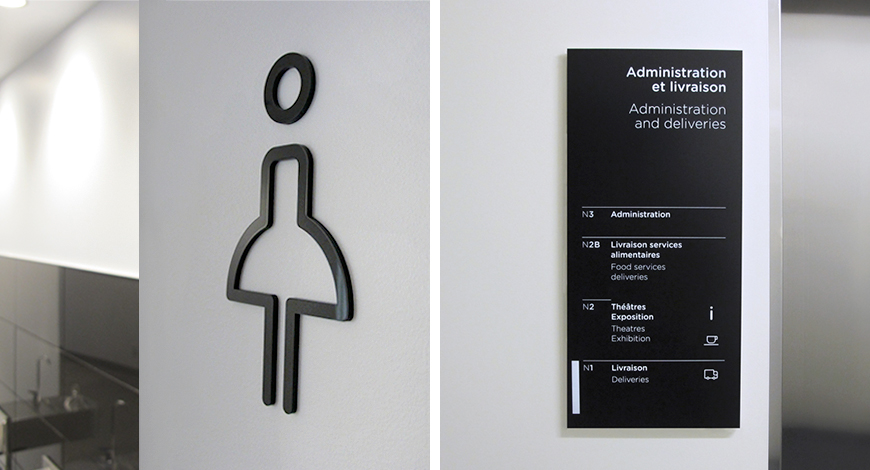 Administration
et livraison
Administration
and deliveries
N3 Administration
N2B Livraison services
alimentaires
Food services
deliveries
N2 Théâtres
Exposition
Theatres
Exhibition
i
N1 Livraison
Deliveries